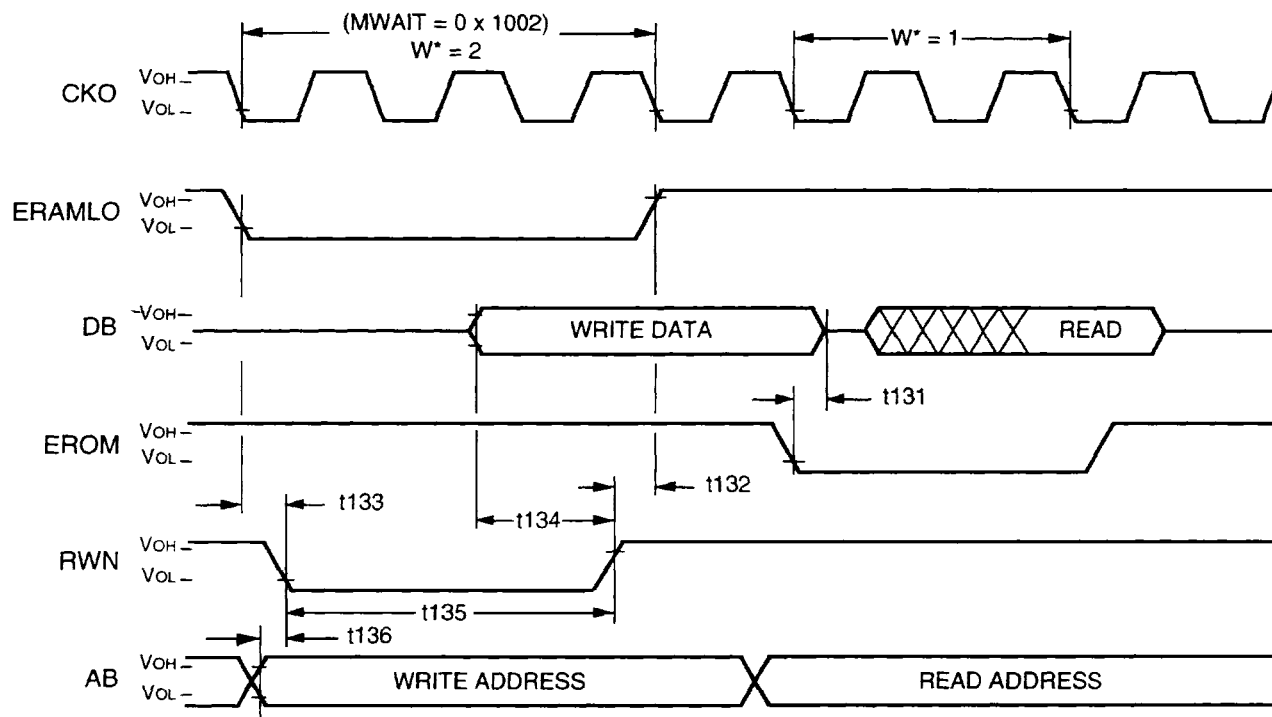 (MWAIT = 0 x 1002)
W* = 2
W* = 1
CKO
VOH
VOL
ERAMLO
VOH
VOL
DB
VOH
VOL
WRITE DATA
READ
t131
EROM
VOH
VOL
t132
t133
t134
RWN
VOH
VOL
t135
t136
AB
VOH
VOL
WRITE ADDRESS
READ ADDRESS